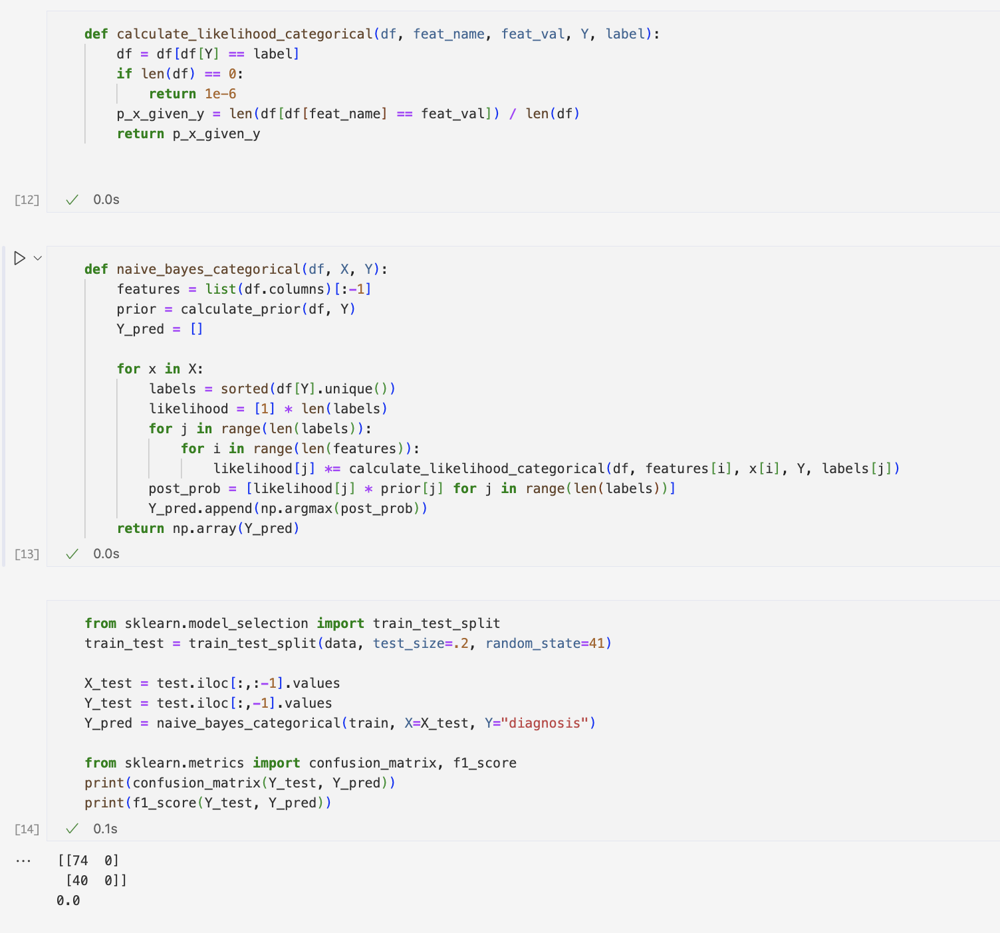 def calculate_likelihood_categorical(df, feat_name, feat_val, Y, label):
    df = df[df[Y] == label]
    if len(df) == 0:
        return 1e-6
    p_x_given_y = len(df[df[feat_name] == feat_val]) / len(df)
    return p_x_given_y
[12] ✓ 0.0s
def naive_bayes_categorical(df, X, Y):
    features = list(df.columns)[:-1]
    prior = calculate_prior(df, Y)
    Y_pred = []
    for x in X:
        labels = sorted(df[Y].unique())
        likelihood = [1] * len(labels)
        for j in range(len(labels)):
            for i in range(len(features)):
                likelihood[j] *= calculate_likelihood_categorical(df, features[i], x[i], Y, labels[j])
        post_prob = [likelihood[j] * prior[j] for j in range(len(labels))]
        Y_pred.append(np.argmax(post_prob))
    return np.array(Y_pred)
[13] ✓ 0.0s
from sklearn.model_selection import train_test_split
train_test = train_test_split(data, test_size=.2, random_state=41)
X_test = test.iloc[:,:-1].values
Y_test = test.iloc[:,-1].values
Y_pred = naive_bayes_categorical(train, X=X_test, Y="diagnosis")
from sklearn.metrics import confusion_matrix, f1_score
print(confusion_matrix(Y_test, Y_pred))
print(f1_score(Y_test, Y_pred))
[14] ✓ 0.1s
... [[74  0]
 [40  0]]
0.0